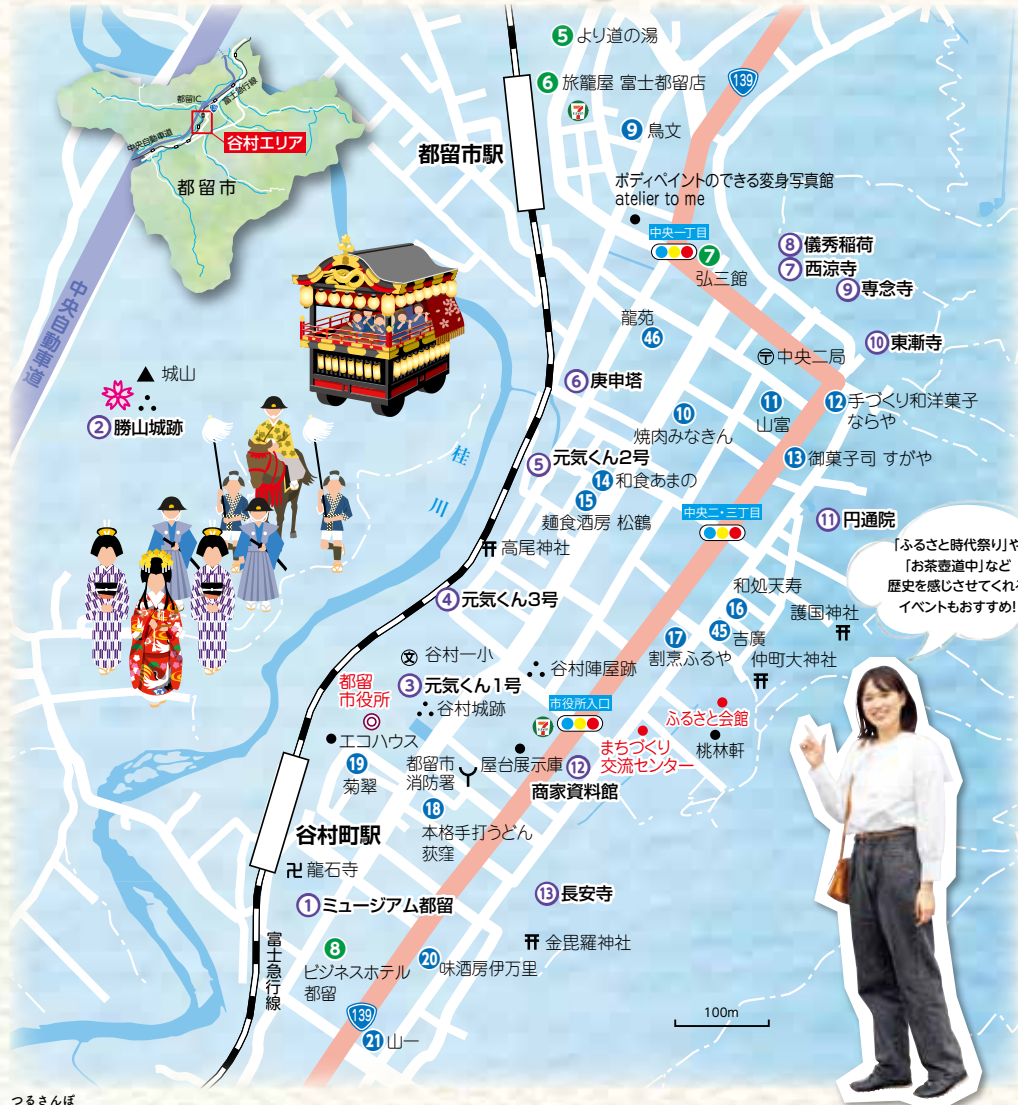 ⑤ より道の湯
⑥ 旅籠屋 富士都留店
139
都留IC
富士急行線
中央自動車道
谷村エリア
都留市
都留市駅
⑨ 鳥文
ボディペイントのできる変身写真館
atelier to me
中央一丁目
⑦
弘三館
⑧ 儀秀稲荷
⑦ 西涼寺
⑨ 専念寺
中央自動車道
龍苑
㊻
中央二局
⑩ 東漸寺
城山
② 勝山城跡
⑥ 庚申塔
⑩
焼肉みなきん
⑪
山富
⑫ 手づくり和洋菓子
ならや
桂川
⑤ 元気くん2号
⑭ 和食あまの
⑮
麺食酒房 松鶴
⑬ 御菓子司 すがや
中央二・三丁目
⑪ 円通院
高尾神社
「ふるさと時代祭り」や
「お茶壺道中」など
歴史を感じさせてくれる
イベントもおすすめ!
④ 元気くん3号
和処天寿
⑯
護国神社
⑰
割烹ふるや
㊺
吉廣
仲町大神社
文 谷村一小
谷村陣屋跡
都留
市役所
③ 元気くん1号
谷村城跡
市役所入口
ふるさと会館
エコハウス
⑲
菊翠
都留市
消防署
屋台展示庫
⑫
商家資料館
まちづくり
交流センター
桃林軒
⑱
本格手打うどん
荻窪
谷村町駅
卍 龍石寺
① ミュージアム都留
⑬ 長安寺
金毘羅神社
富士急行線
⑧
ビジネスホテル
都留
⑳ 味酒房伊万里
139
㉑ 山一
100m
つるさんぽ